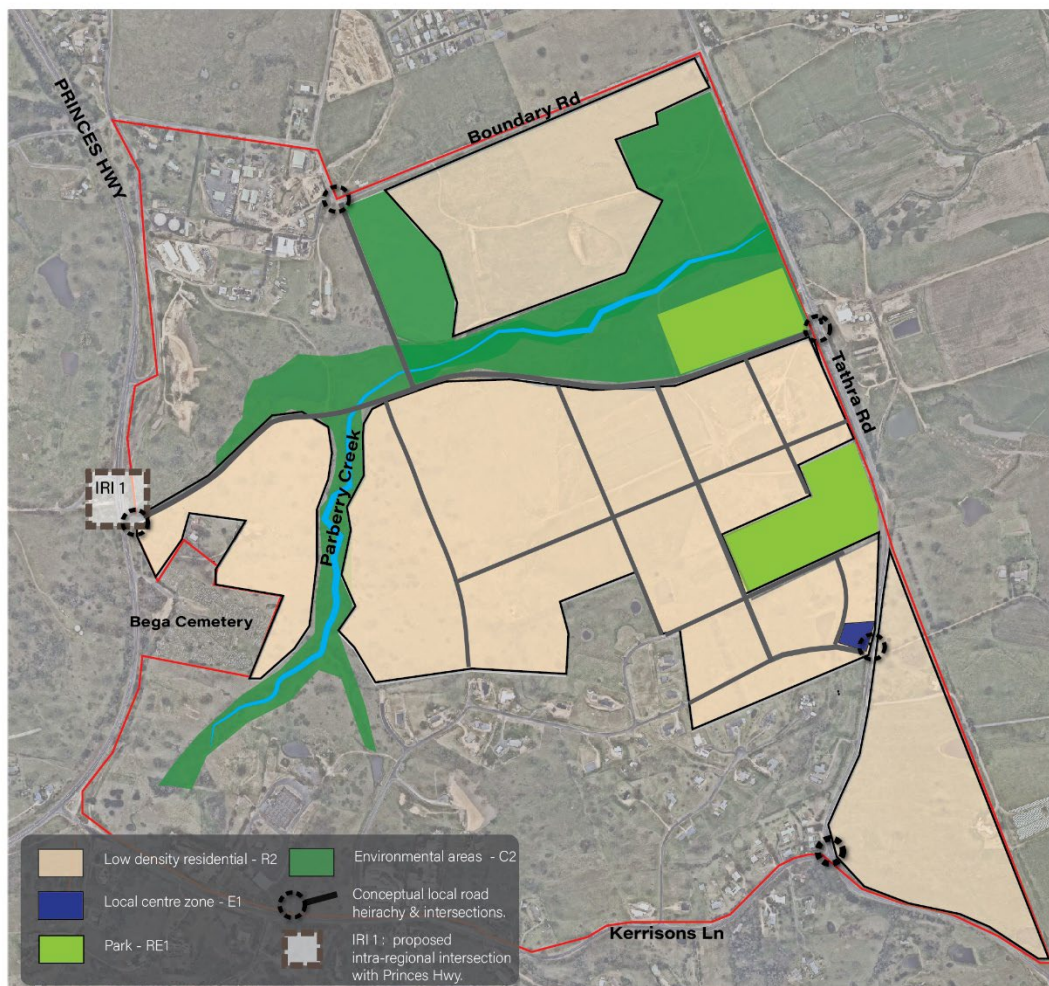 PRINCES HWY
Boundary Rd
Tathra Rd
IRI 1
Parberry Creek
Bega Cemetery
Kerrisons Ln
Low density residential - R2
Local centre zone - E1
Park - RE1
Environmental areas - C2
Conceptual local road
heirachy & intersections.
IRI 1 : proposed
intra-regional intersection
with Princes Hwy.